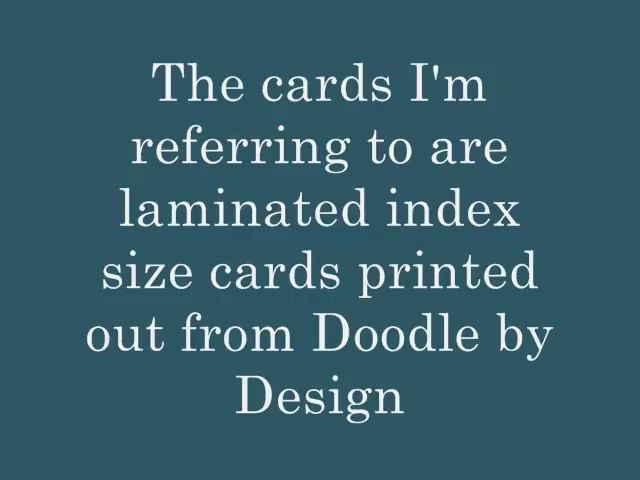 The cards I'm
referring to are
laminated index
size cards printed
out from Doodle by
Design